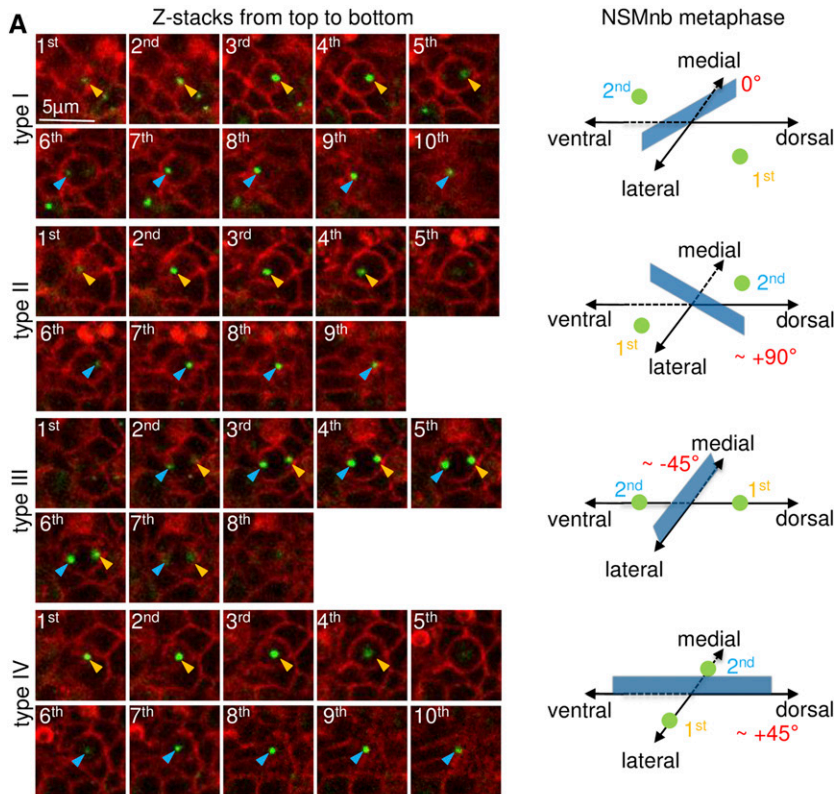 A
Z-stacks from top to bottom
NSMnb metaphase
type I
1st 2nd 3rd 4th 5th
5μm
6th 7th 8th 9th 10th
medial
0°
2nd
ventral
dorsal
lateral
1st
type II
1st 2nd 3rd 4th 5th
6th 7th 8th 9th
medial
2nd
ventral
dorsal
1st
lateral
~ +90°
type III
1st 2nd 3rd 4th 5th
6th 7th 8th
medial
~ -45°
2nd
1st
ventral
dorsal
lateral
type IV
1st 2nd 3rd 4th 5th
6th 7th 8th 9th 10th
medial
2nd
ventral
dorsal
1st
~ +45°
lateral